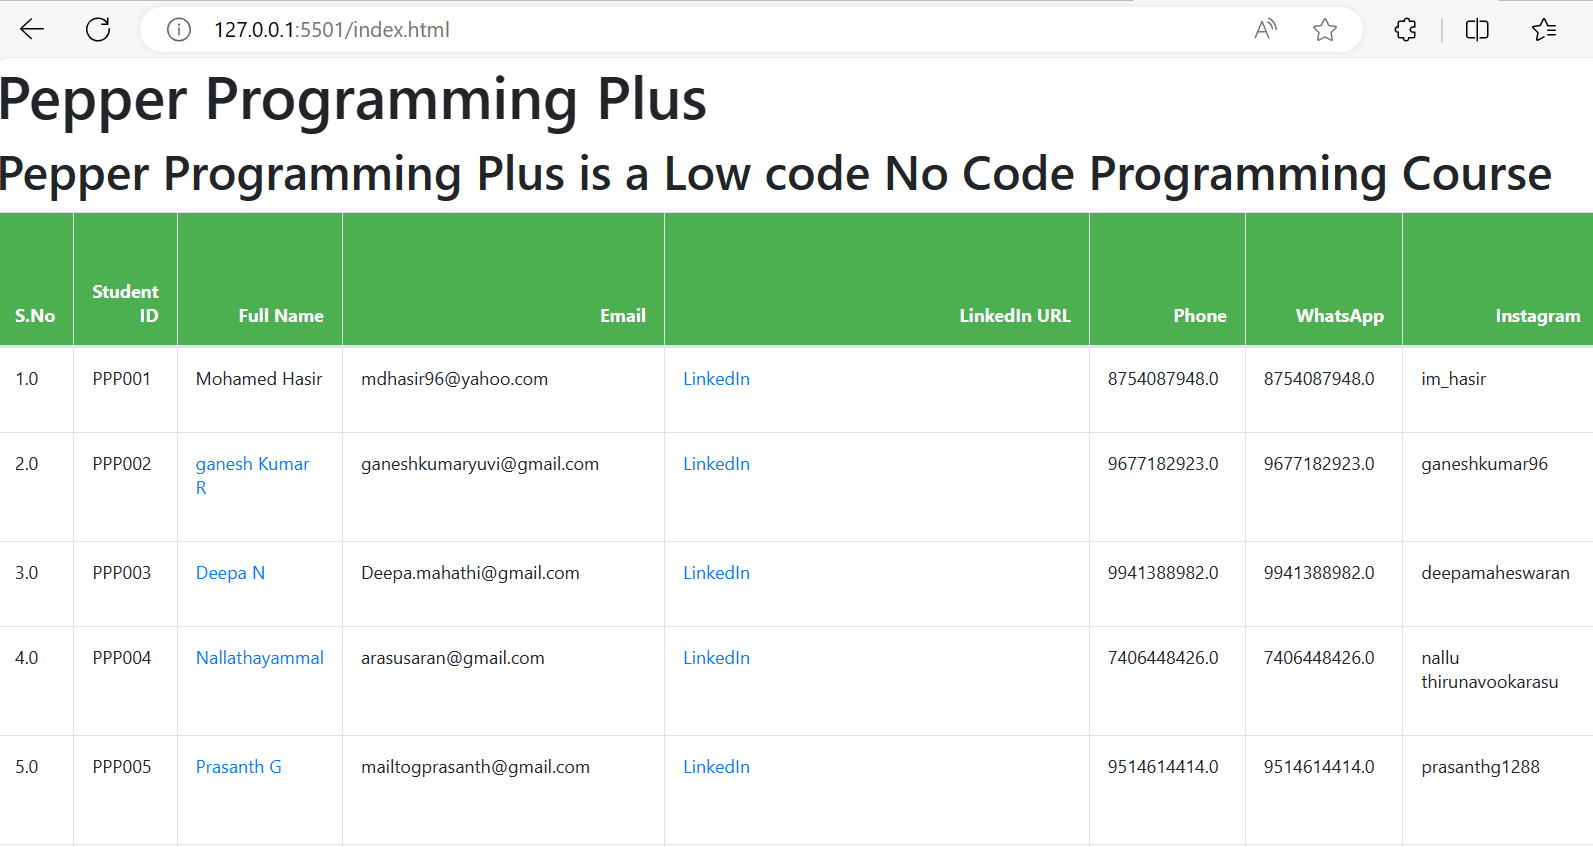 127.0.0.1:5501/index.html
Pepper Programming Plus
Pepper Programming Plus is a Low code No Code Programming Course
S.No Student ID Full Name Email LinkedIn URL Phone WhatsApp Instagram
1.0 PPP001 Mohamed Hasir mdhasir96@yahoo.com LinkedIn 8754087948.0 8754087948.0 im_hasir
2.0 PPP002 ganesh Kumar R ganeshkumaryuvi@gmail.com LinkedIn 9677182923.0 9677182923.0 ganeshkumar96
3.0 PPP003 Deepa N Deepa.mahathi@gmail.com LinkedIn 9941388982.0 9941388982.0 deepamaheswaran
4.0 PPP004 Nallathayammal arasusaran@gmail.com LinkedIn 7406448426.0 7406448426.0 nallu thirunavookarasu
5.0 PPP005 Prasanth G mailtogprasanth@gmail.com LinkedIn 9514614414.0 9514614414.0 prasanthg1288